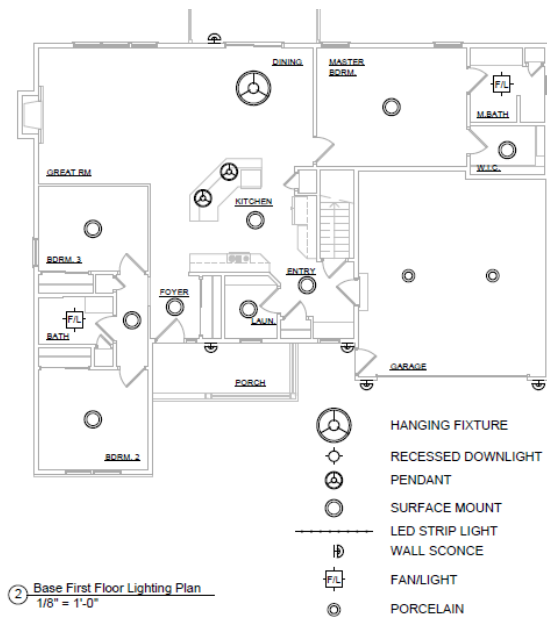 DINING
MASTER
BDRM.
F/L
M.BATH
W.I.C.
GREAT RM
KITCHEN
BDRM. 3
ENTRY
FOYER
F/L
BATH
LAUN.
GARAGE
PORCH
BDRM. 2
HANGING FIXTURE
RECESSED DOWNLIGHT
PENDANT
SURFACE MOUNT
LED STRIP LIGHT
WALL SCONCE
F/L FAN/LIGHT
PORCELAIN
2 Base First Floor Lighting Plan
1/8" = 1'-0"